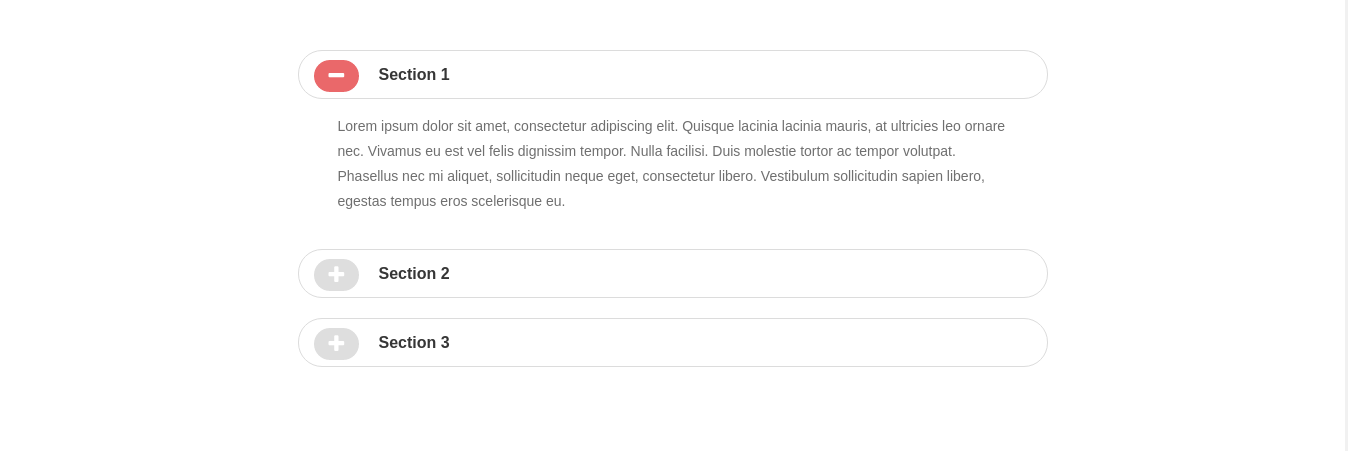 Section 1
Lorem ipsum dolor sit amet, consectetur adipiscing elit. Quisque lacinia lacinia mauris, at ultricies leo ornare
nec. Vivamus eu est vel felis dignissim tempor. Nulla facilisi. Duis molestie tortor ac tempor volutpat.
Phasellus nec mi aliquet, sollicitudin neque eget, consectetur libero. Vestibulum sollicitudin sapien libero,
egestas tempus eros scelerisque eu.
Section 2
Section 3